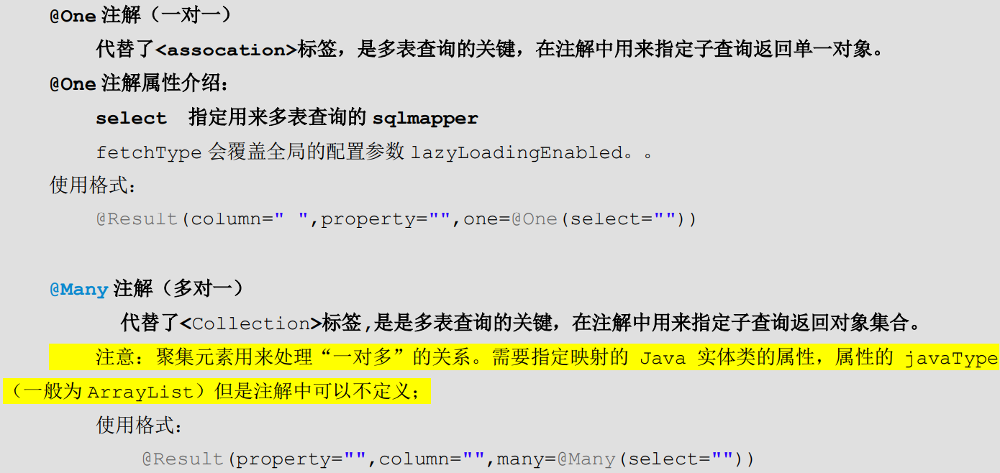 @One 注解（一对一）
代替了<assocation>标签，是多表查询的关键，在注解中用来指定子查询返回单一对象。
@One 注解属性介绍：
select 指定用来多表查询的 sqlmapper
fetchType 会覆盖全局的配置参数 lazyLoadingEnabled。。
使用格式：
@Result(column=" ",property="",one=@One(select=""))
@Many 注解（多对一）
代替了<Collection>标签,是是多表查询的关键，在注解中用来指定子查询返回对象集合。
注意：聚集元素用来处理“一对多”的关系。需要指定映射的 Java 实体类的属性，属性的 javaType
（一般为 ArrayList）但是注解中可以不定义；
使用格式：
@Result(property="",column="",many=@Many(select=""))